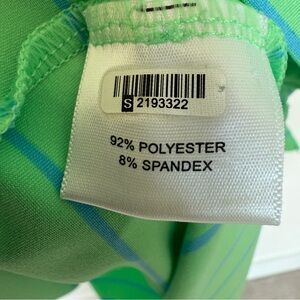 S 2193322
92% POLYESTER
8% SPANDEX